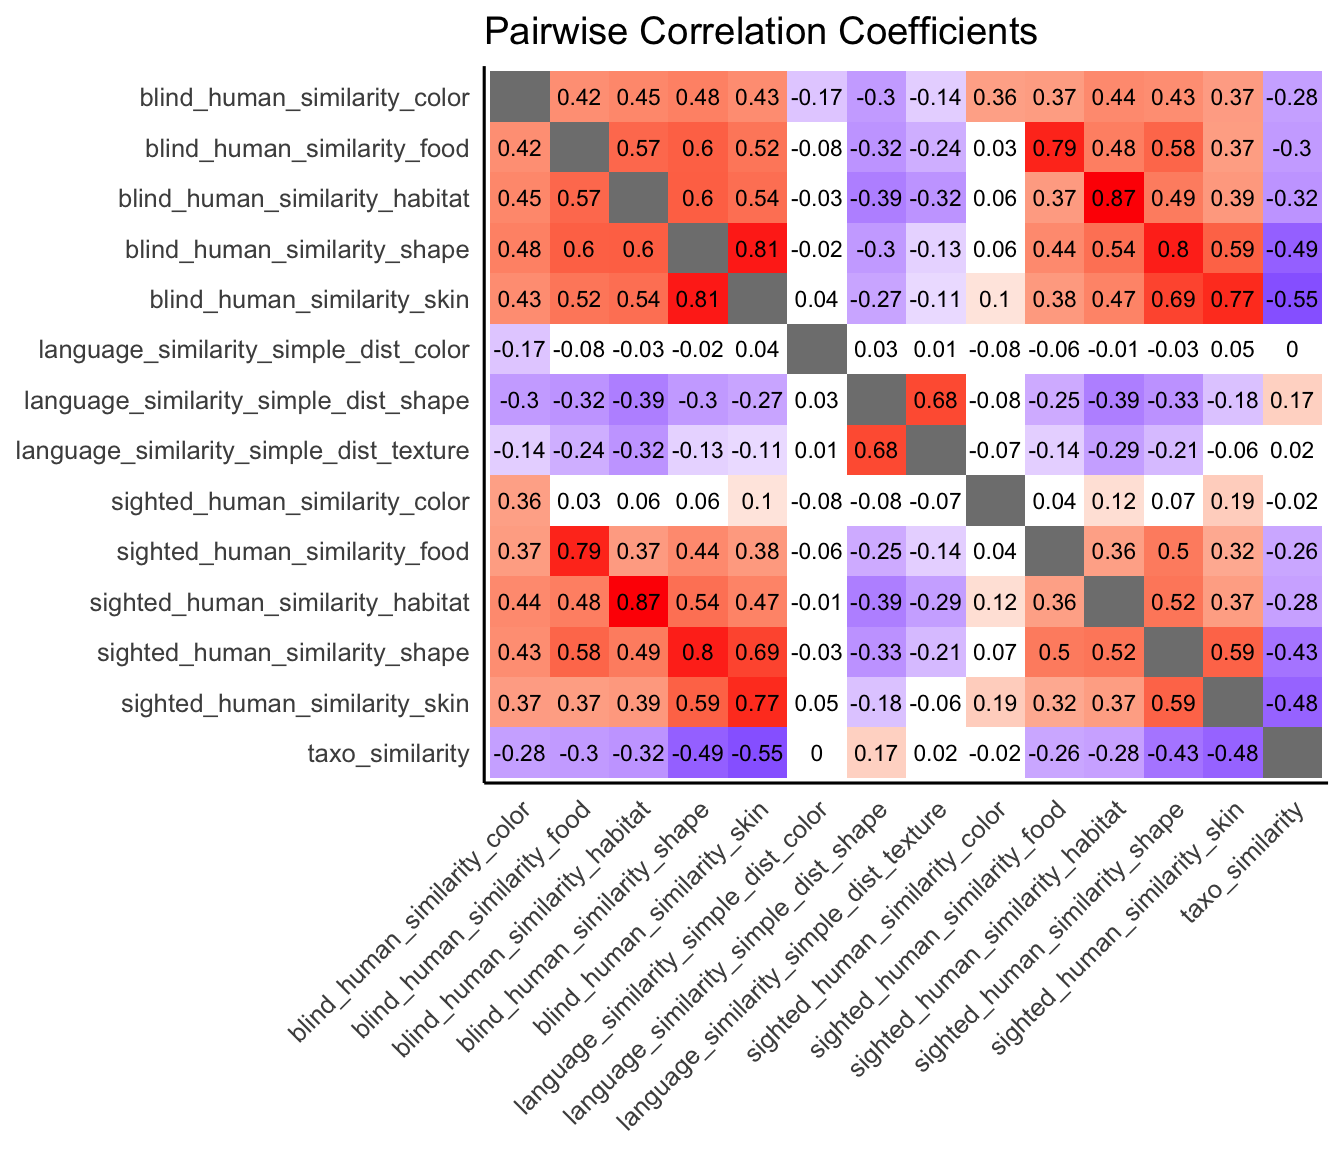 Pairwise Correlation Coefficients
blind_human_similarity_color 0.42 0.45 0.48 0.43 -0.17 -0.3 -0.14 0.36 0.37 0.44 0.43 0.37 -0.28
blind_human_similarity_food 0.42 0.57 0.6 0.52 -0.08 -0.32 -0.24 0.03 0.79 0.48 0.58 0.37 -0.3
blind_human_similarity_habitat 0.45 0.57 0.6 0.54 -0.03 -0.39 -0.32 0.06 0.37 0.87 0.49 0.39 -0.32
blind_human_similarity_shape 0.48 0.6 0.6 0.81 -0.02 -0.3 -0.13 0.06 0.44 0.54 0.8 0.59 -0.49
blind_human_similarity_skin 0.43 0.52 0.54 0.81 0.04 -0.27 -0.11 0.1 0.38 0.47 0.69 0.77 -0.55
language_similarity_simple_dist_color -0.17 -0.08 -0.03 -0.02 0.04 0.03 0.01 -0.08 -0.06 -0.01 -0.03 0.05 0
language_similarity_simple_dist_shape -0.3 -0.32 -0.39 -0.3 -0.27 0.03 0.68 -0.08 -0.25 -0.39 -0.33 -0.18 0.17
language_similarity_simple_dist_texture -0.14 -0.24 -0.32 -0.13 -0.11 0.01 0.68 -0.07 -0.14 -0.29 -0.21 -0.06 0.02
sighted_human_similarity_color 0.36 0.03 0.06 0.06 0.1 -0.08 -0.08 -0.07 0.04 0.12 0.07 0.19 -0.02
sighted_human_similarity_food 0.37 0.79 0.37 0.44 0.38 -0.06 -0.25 -0.14 0.04 0.36 0.5 0.32 -0.26
sighted_human_similarity_habitat 0.44 0.48 0.87 0.54 0.47 -0.01 -0.39 -0.29 0.12 0.36 0.52 0.37 -0.28
sighted_human_similarity_shape 0.43 0.58 0.49 0.8 0.69 -0.03 -0.33 -0.21 0.07 0.5 0.52 0.59 -0.43
sighted_human_similarity_skin 0.37 0.37 0.39 0.59 0.77 0.05 -0.18 -0.06 0.19 0.32 0.37 0.59 -0.48
taxo_similarity -0.28 -0.3 -0.32 -0.49 -0.55 0 0.17 0.02 -0.02 -0.26 -0.28 -0.43 -0.48
blind_human_similarity_color
blind_human_similarity_food
blind_human_similarity_habitat
blind_human_similarity_shape
blind_human_similarity_skin
language_similarity_simple_dist_color
language_similarity_simple_dist_shape
language_similarity_simple_dist_texture
sighted_human_similarity_color
sighted_human_similarity_food
sighted_human_similarity_habitat
sighted_human_similarity_shape
sighted_human_similarity_skin
taxo_similarity